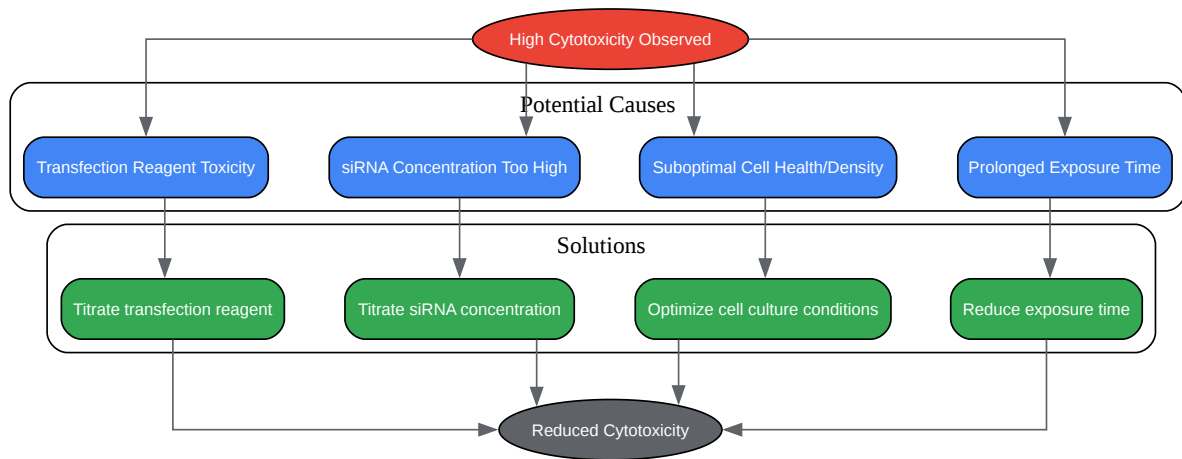 High Cytotoxicity Observed
Potential Causes
Transfection Reagent Toxicity
siRNA Concentration Too High
Suboptimal Cell Health/Density
Prolonged Exposure Time
Solutions
Titrate transfection reagent
Titrate siRNA concentration
Optimize cell culture conditions
Reduce exposure time
Reduced Cytotoxicity